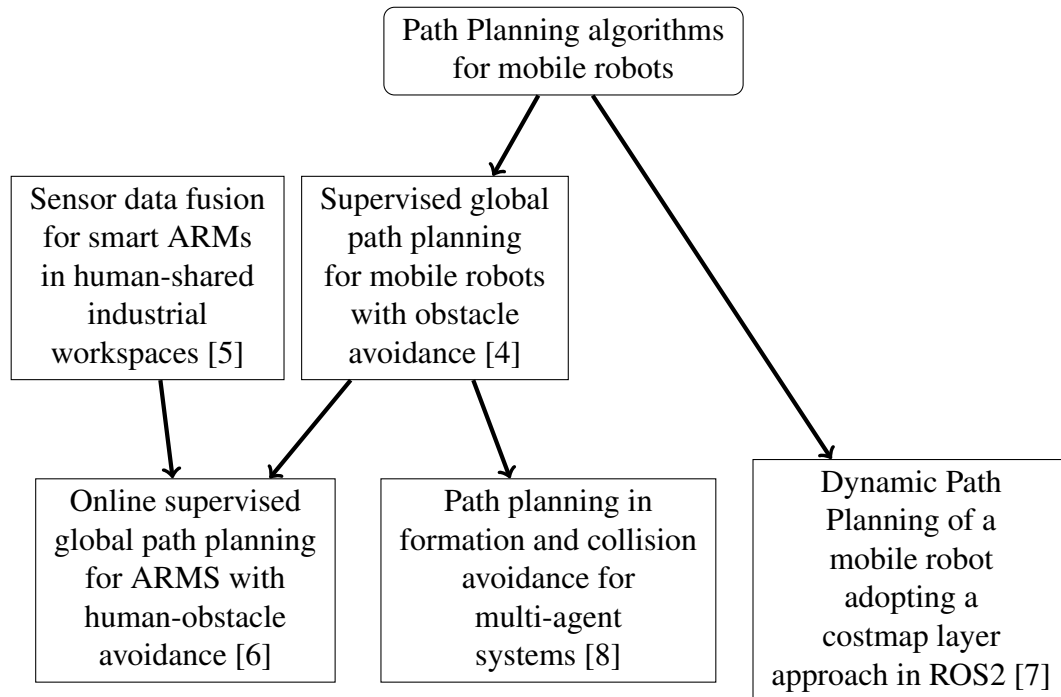 Path Planning algorithms
for mobile robots
Sensor data fusion
for smart ARMs
in human-shared
industrial
workspaces [5]
Supervised global
path planning
for mobile robots
with obstacle
avoidance [4]
Online supervised
global path planning
for ARMS with
human-obstacle
avoidance [6]
Path planning in
formation and collision
avoidance for
multi-agent
systems [8]
Dynamic Path
Planning of a
mobile robot
adopting a
costmap layer
approach in ROS2 [7]